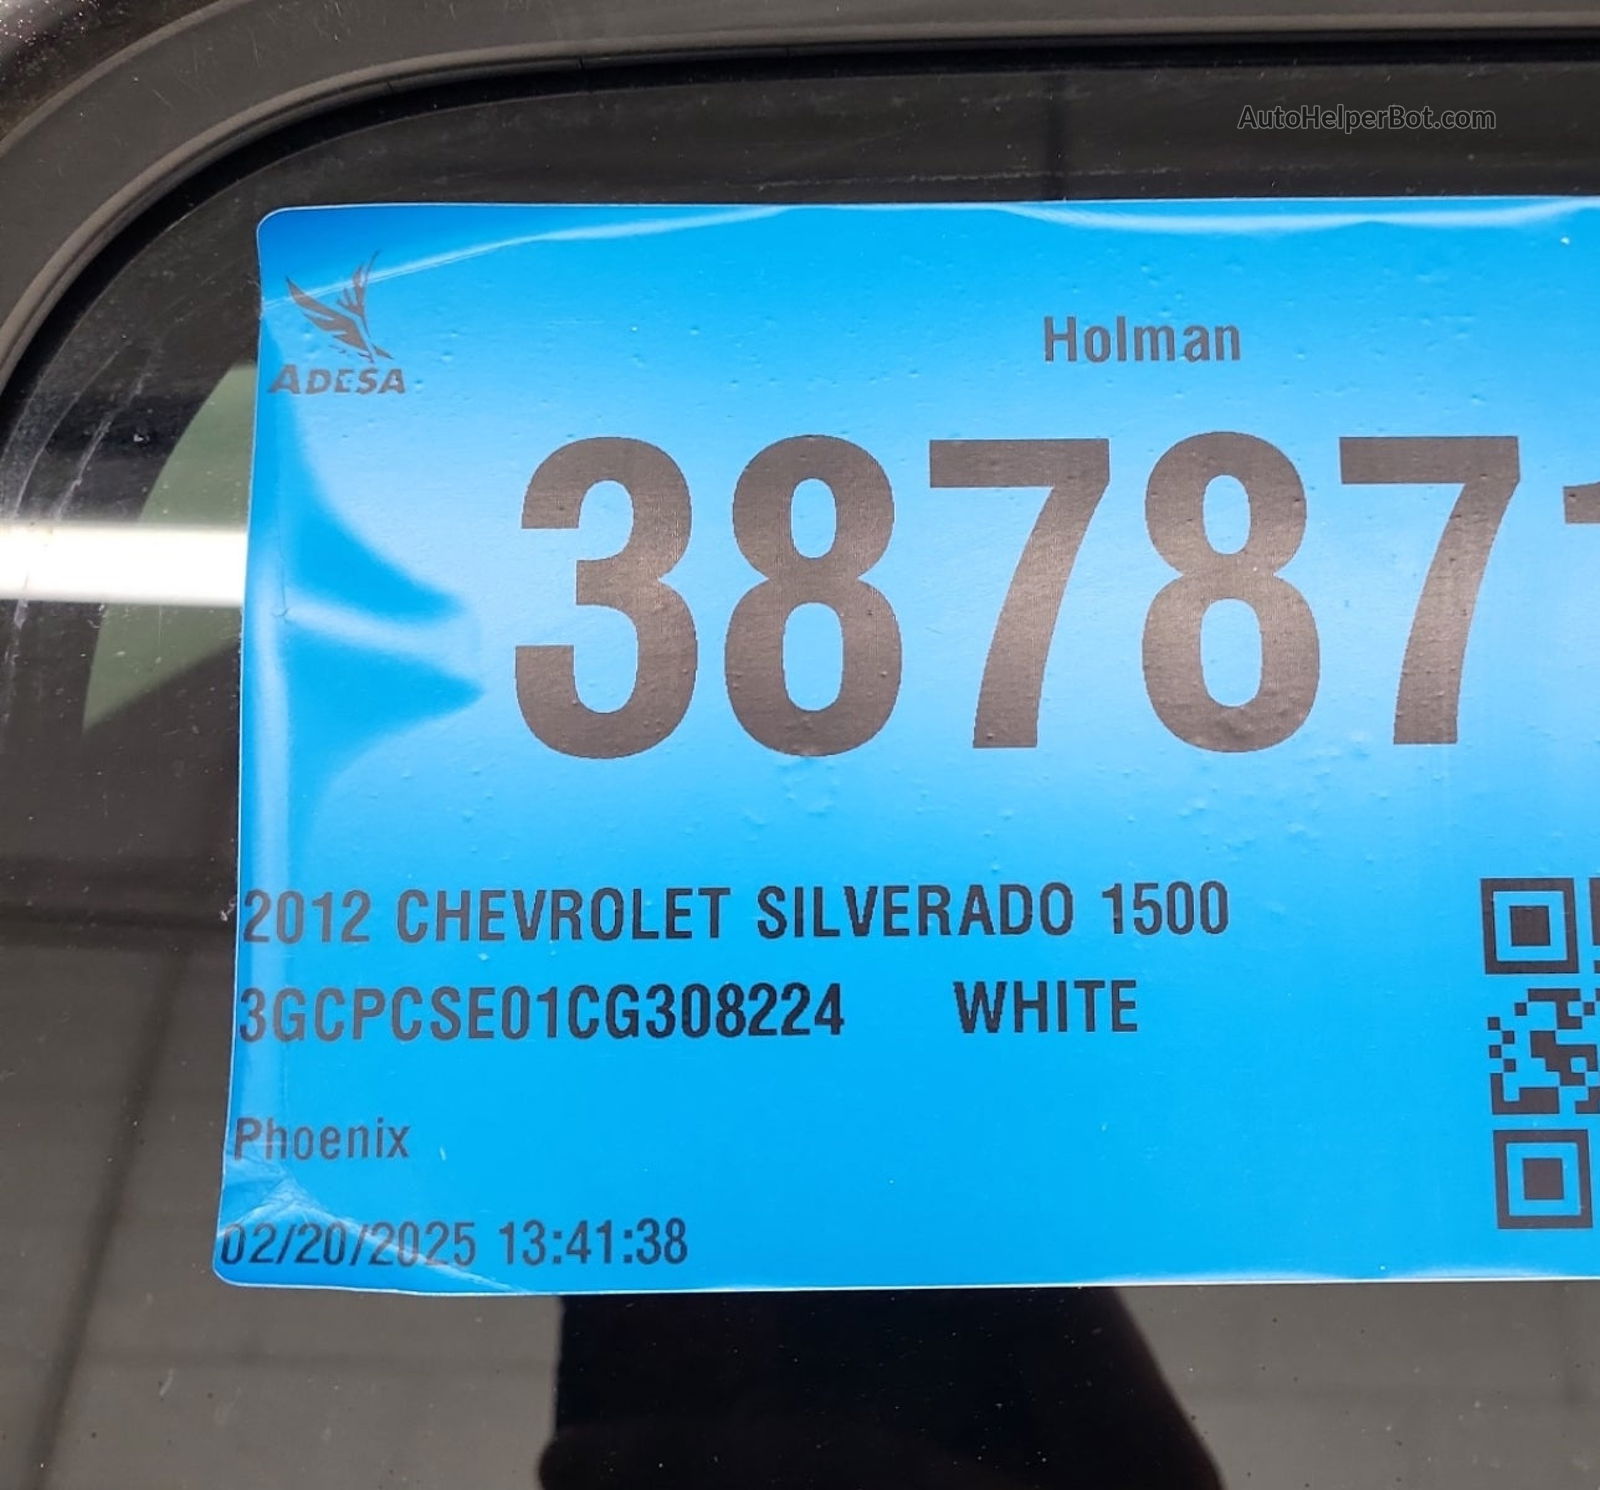 AutoHelperBot.com
ADESA
Holman
38787
2012 CHEVROLET SILVERADO 1500
3GCPCSE01CG308224 WHITE
Phoenix
02/20/2025 13:41:38